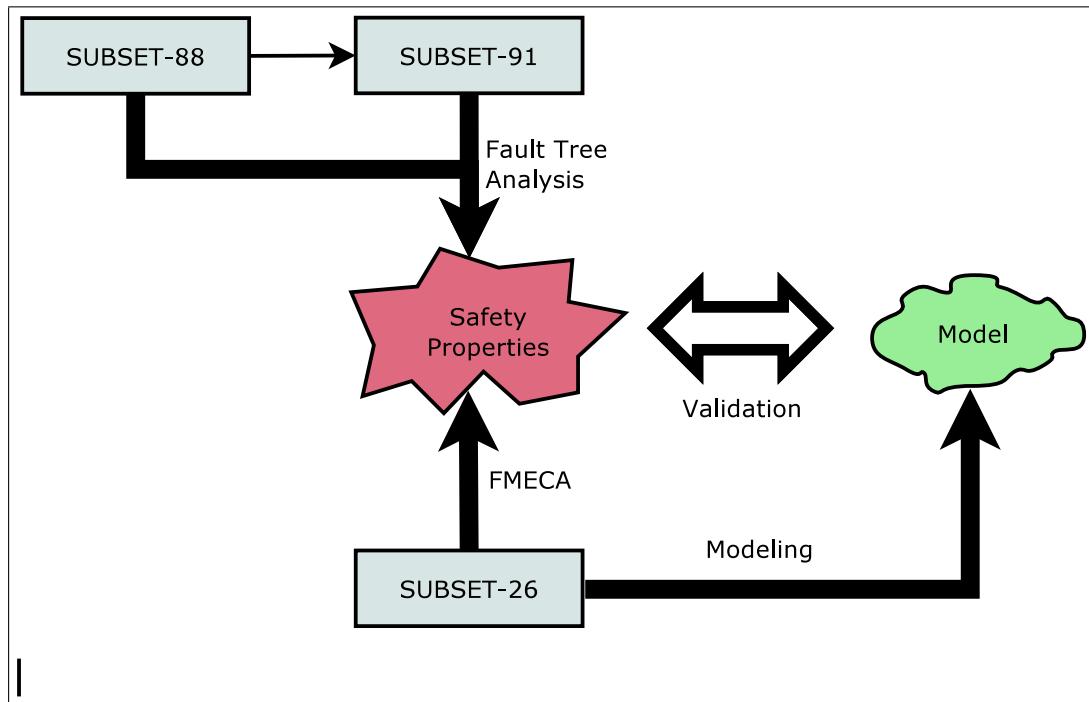 SUBSET-88
SUBSET-91
Fault Tree
Analysis
Safety
Properties
Model
Validation
FMECA
Modeling
SUBSET-26